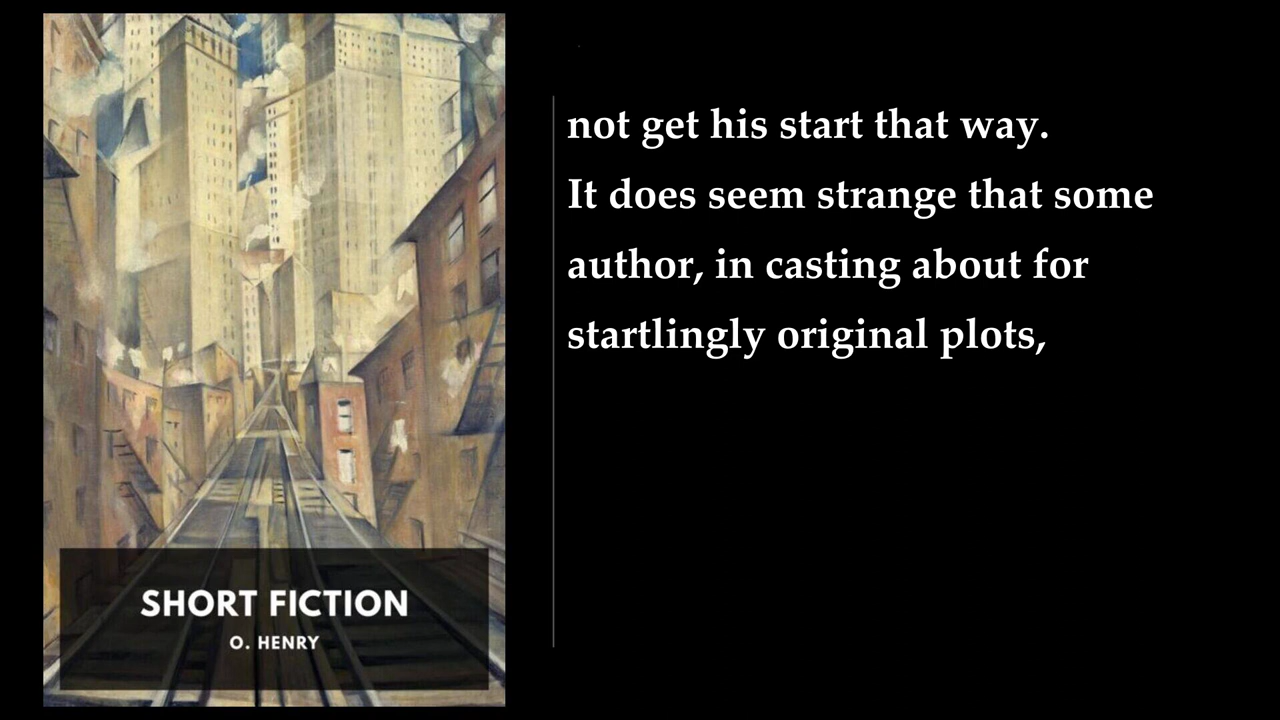 not get his start that way.
It does seem strange that some
author, in casting about for
startlingly original plots,
SHORT FICTION
O. HENRY